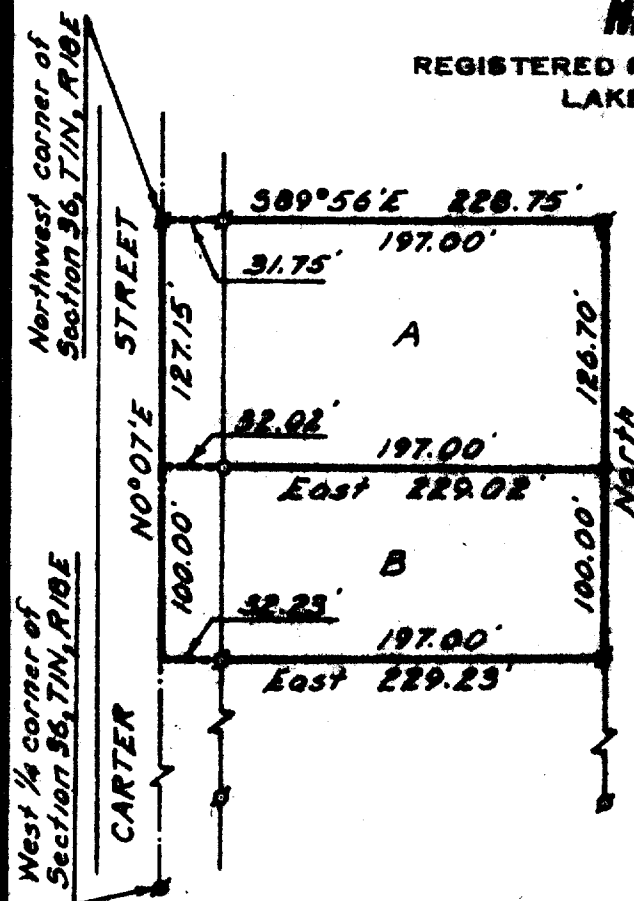 REGISTERED
LAKE
Northwest corner of
Section 36, T1N, R18E
S89°56'E 228.75'
197.00'
31.75'
STREET
127.15'
A
126.70'
32.02'
197.00'
East 229.02'
North
N0°07'E
100.00'
B
100.00'
32.23'
197.00'
East 229.23'
West 1/4 corner of
Section 36, T1N, R18E
CARTER